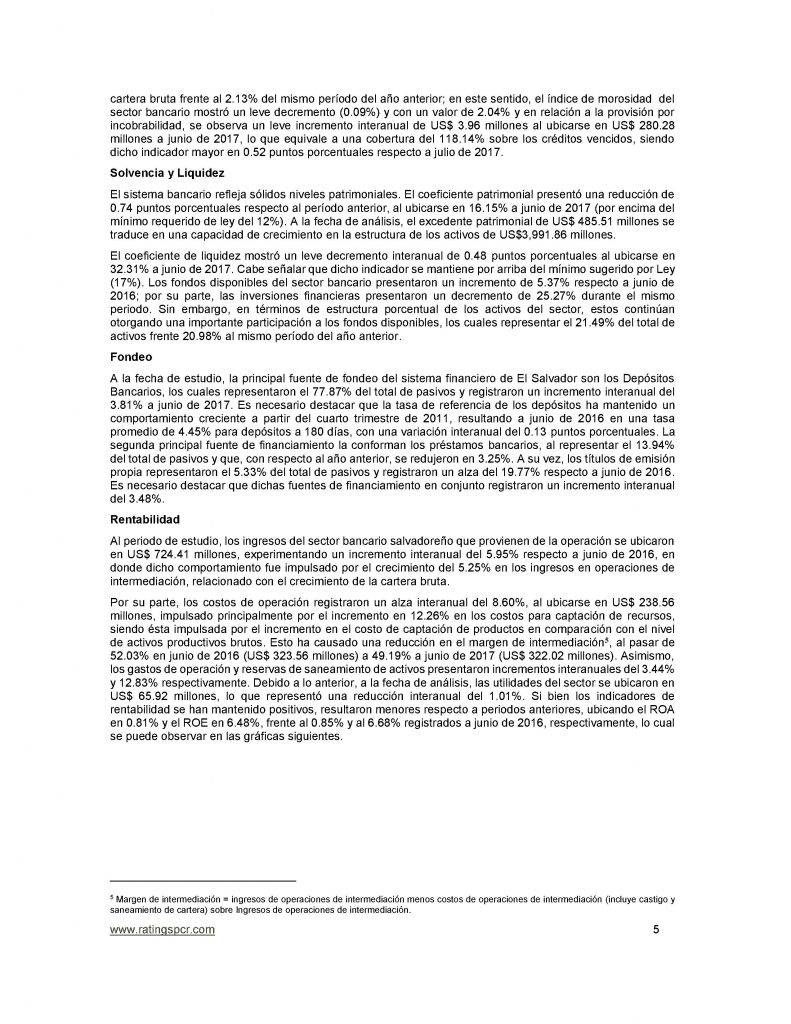 cartera bruta frente al 2.13% del mismo período del año anterior; en este sentido, el índice de morosidad del
sector bancario mostró un leve decremento (0.09%) y con un valor de 2.04% y en relación a la provisión por
incobrabilidad, se observa un leve incremento interanual de US$ 3.96 millones al ubicarse en US$ 280.28
millones a junio de 2017, lo que equivale a una cobertura del 118.14% sobre los créditos vencidos, siendo
dicho indicador mayor en 0.52 puntos porcentuales respecto a julio de 2017.
Solvencia y Liquidez
El sistema bancario refleja sólidos niveles patrimoniales. El coeficiente patrimonial presentó una reducción de
0.74 puntos porcentuales respecto al período anterior, al ubicarse en 16.15% a junio de 2017 (por encima del
mínimo requerido de ley del 12%). A la fecha de análisis, el excedente patrimonial de US$ 485.51 millones se
traduce en una capacidad de crecimiento en la estructura de los activos de US$3,991.86 millones.
El coeficiente de liquidez mostró un leve decremento interanual de 0.48 puntos porcentuales al ubicarse en
32.31% a junio de 2017. Cabe señalar que dicho indicador se mantiene por arriba del mínimo sugerido por Ley
(17%). Los fondos disponibles del sector bancario presentaron un incremento de 5.37% respecto a junio de
2016; por su parte, las inversiones financieras presentaron un decremento de 25.27% durante el mismo
periodo. Sin embargo, en términos de estructura porcentual de los activos del sector, estos continúan
otorgando una importante participación a los fondos disponibles, los cuales representar el 21.49% del total de
activos frente 20.98% al mismo período del año anterior.
Fondeo
A la fecha de estudio, la principal fuente de fondeo del sistema financiero de El Salvador son los Depósitos
Bancarios, los cuales representaron el 77.87% del total de pasivos y registraron un incremento interanual del
3.81% a junio de 2017. Es necesario destacar que la tasa de referencia de los depósitos ha mantenido un
comportamiento creciente a partir del cuarto trimestre de 2011, resultando a junio de 2016 en una tasa
promedio de 4.45% para depósitos a 180 días, con una variación interanual del 0.13 puntos porcentuales. La
segunda principal fuente de financiamiento la conforman los préstamos bancarios, al representar el 13.94%
del total de pasivos y que, con respecto al año anterior, se redujeron en 3.25%. A su vez, los títulos de emisión
propia representaron el 5.33% del total de pasivos y registraron un alza del 19.77% respecto a junio de 2016.
Es necesario destacar que dichas fuentes de financiamiento en conjunto registraron un incremento interanual
del 3.48%.
Rentabilidad
Al periodo de estudio, los ingresos del sector bancario salvadoreño que provienen de la operación se ubicaron
en US$ 724.41 millones, experimentando un incremento interanual del 5.95% respecto a junio de 2016, en
donde dicho comportamiento fue impulsado por el crecimiento del 5.25% en los ingresos en operaciones de
intermediación, relacionado con el crecimiento de la cartera bruta.
Por su parte, los costos de operación registraron un alza interanual del 8.60%, al ubicarse en US$ 238.56
millones, impulsado principalmente por el incremento en 12.26% en los costos para captación de recursos,
siendo ésta impulsada por el incremento en el costo de captación de productos en comparación con el nivel
de activos productivos brutos. Esto ha causado una reducción en el margen de intermediación⁵, al pasar de
52.03% en junio de 2016 (US$ 323.56 millones) a 49.19% a junio de 2017 (US$ 322.02 millones). Asimismo,
los gastos de operación y reservas de saneamiento de activos presentaron incrementos interanuales del 3.44%
y 12.83% respectivamente. Debido a lo anterior, a la fecha de análisis, las utilidades del sector se ubicaron en
US$ 65.92 millones, lo que representó una reducción interanual del 1.01%. Si bien los indicadores de
rentabilidad se han mantenido positivos, resultaron menores respecto a periodos anteriores, ubicando el ROA
en 0.81% y el ROE en 6.48%, frente al 0.85% y al 6.68% registrados a junio de 2016, respectivamente, lo cual
se puede observar en las gráficas siguientes.
⁵ Margen de intermediación = ingresos de operaciones de intermediación menos costos de operaciones de intermediación (incluye castigo y
saneamiento de cartera) sobre Ingresos de operaciones de intermediación.
www.ratingspcr.com 5